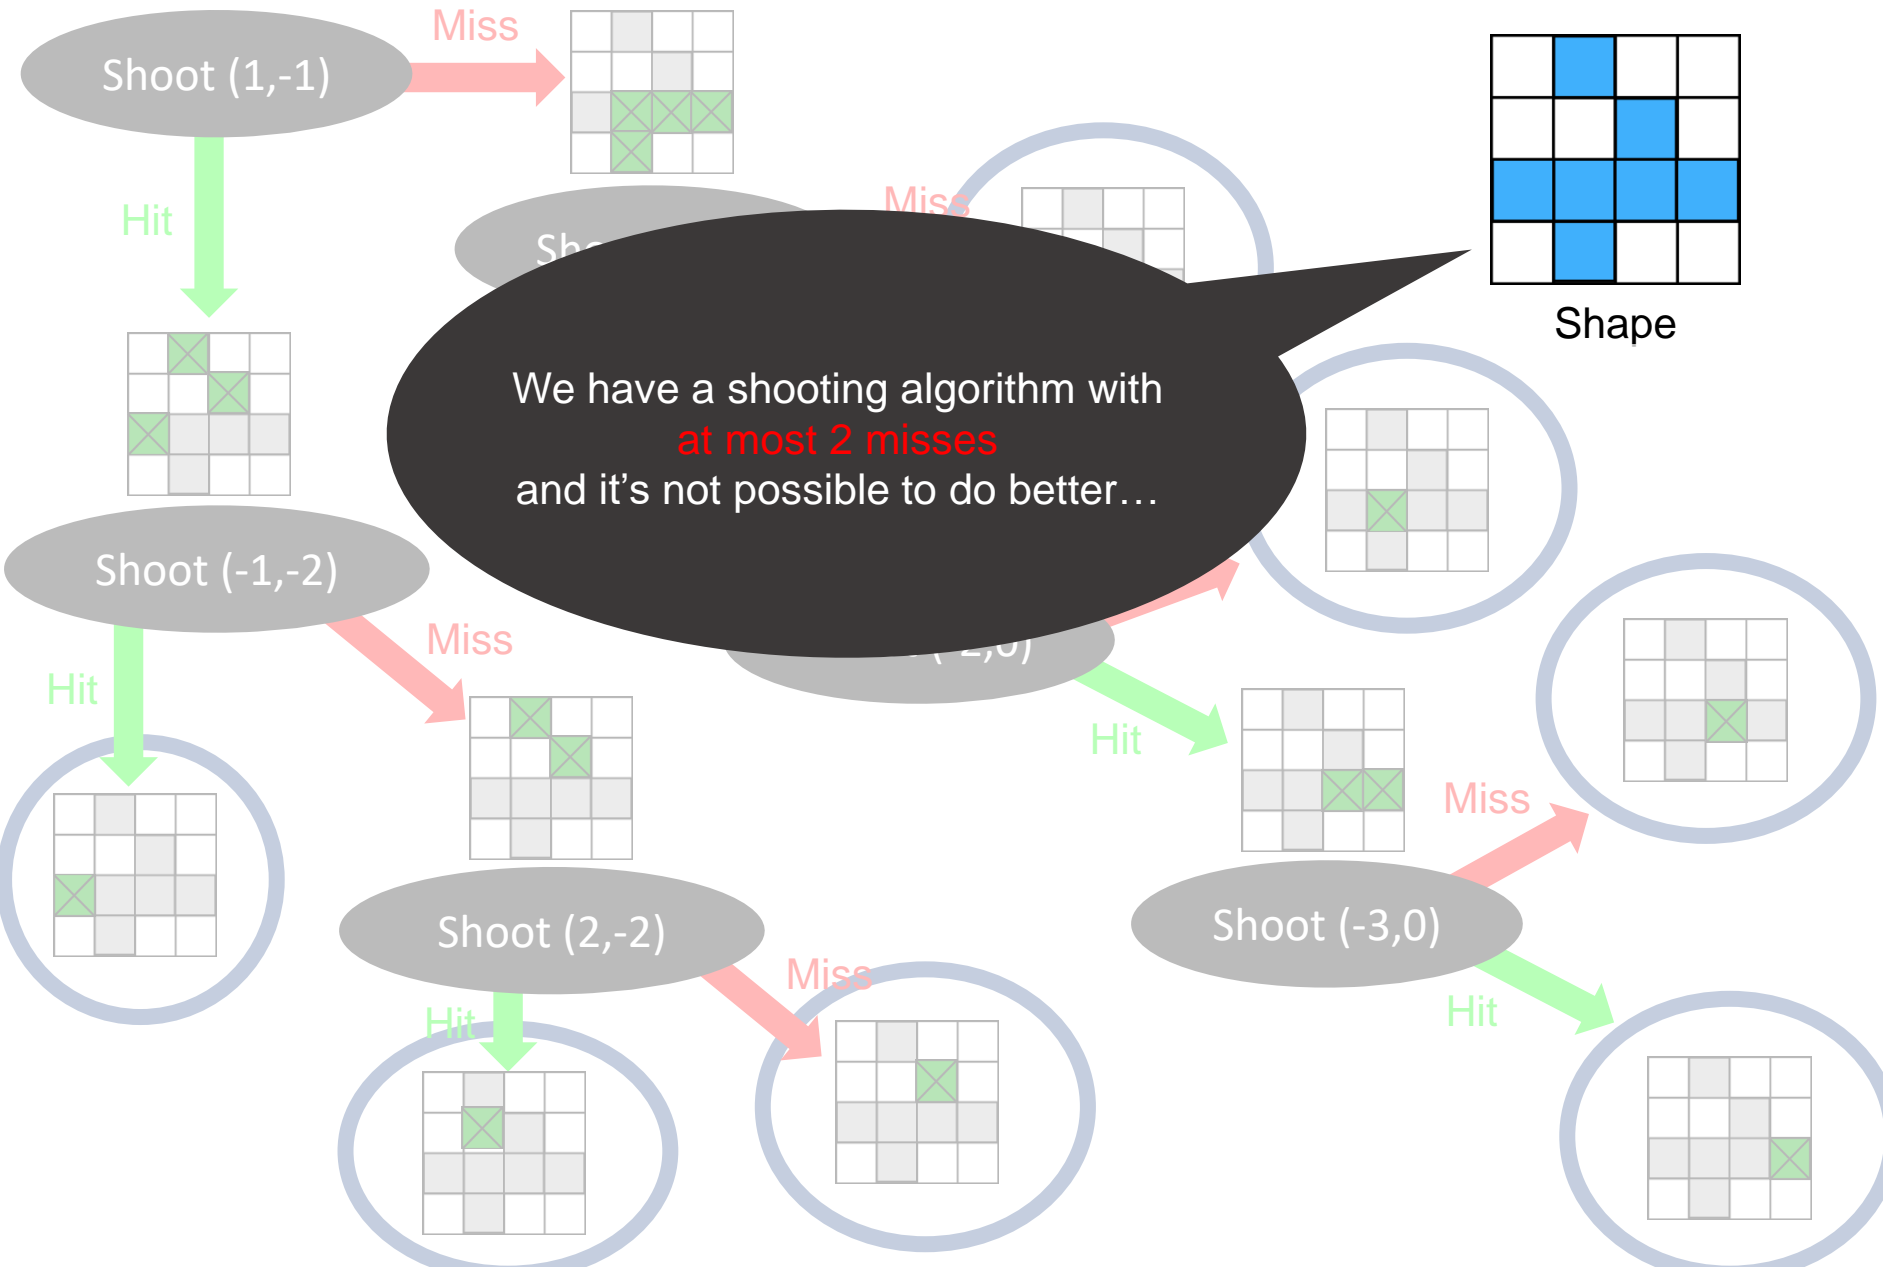 Miss
Shoot (1,-1)
Hit
Miss
Shape
We have a shooting algorithm with
at most 2 misses
and it's not possible to do better…
Shoot (-1,-2)
Miss
Hit
Hit
Miss
Shoot (2,-2)
Shoot (-3,0)
Miss
Hit
Hit